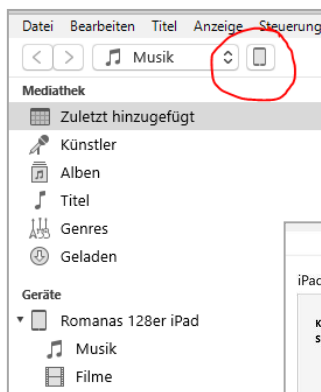 Datei Bearbeiten Titel Anzeige Steuerung
Musik
Mediathek
Zuletzt hinzugefügt
Künstler
Alben
Titel
Genres
Geladen
Geräte
Romanas 128er iPad
Musik
Filme
iPad
K
S